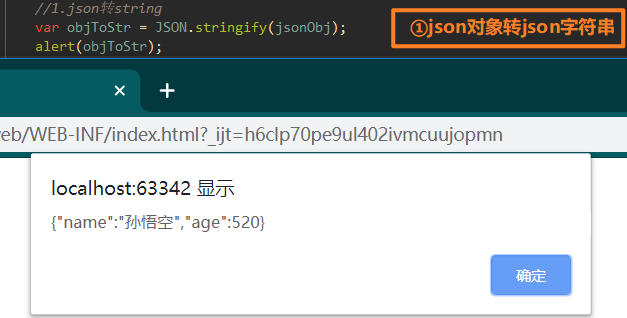 //1.json转string
var objToStr = JSON.stringify(jsonObj);
①json对象转json字符串
alert(objToStr);
web/WEB-INF/index.html?_ijt=h6clp70pe9ul402ivmcuujopmn
localhost:63342 显示
{"name":"孙悟空","age":520}
确定